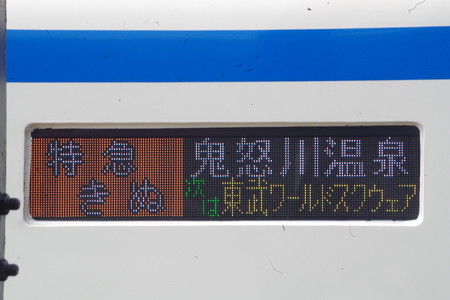 特急 鬼怒川温泉
きぬ 次は 東武ワールドスクウェア